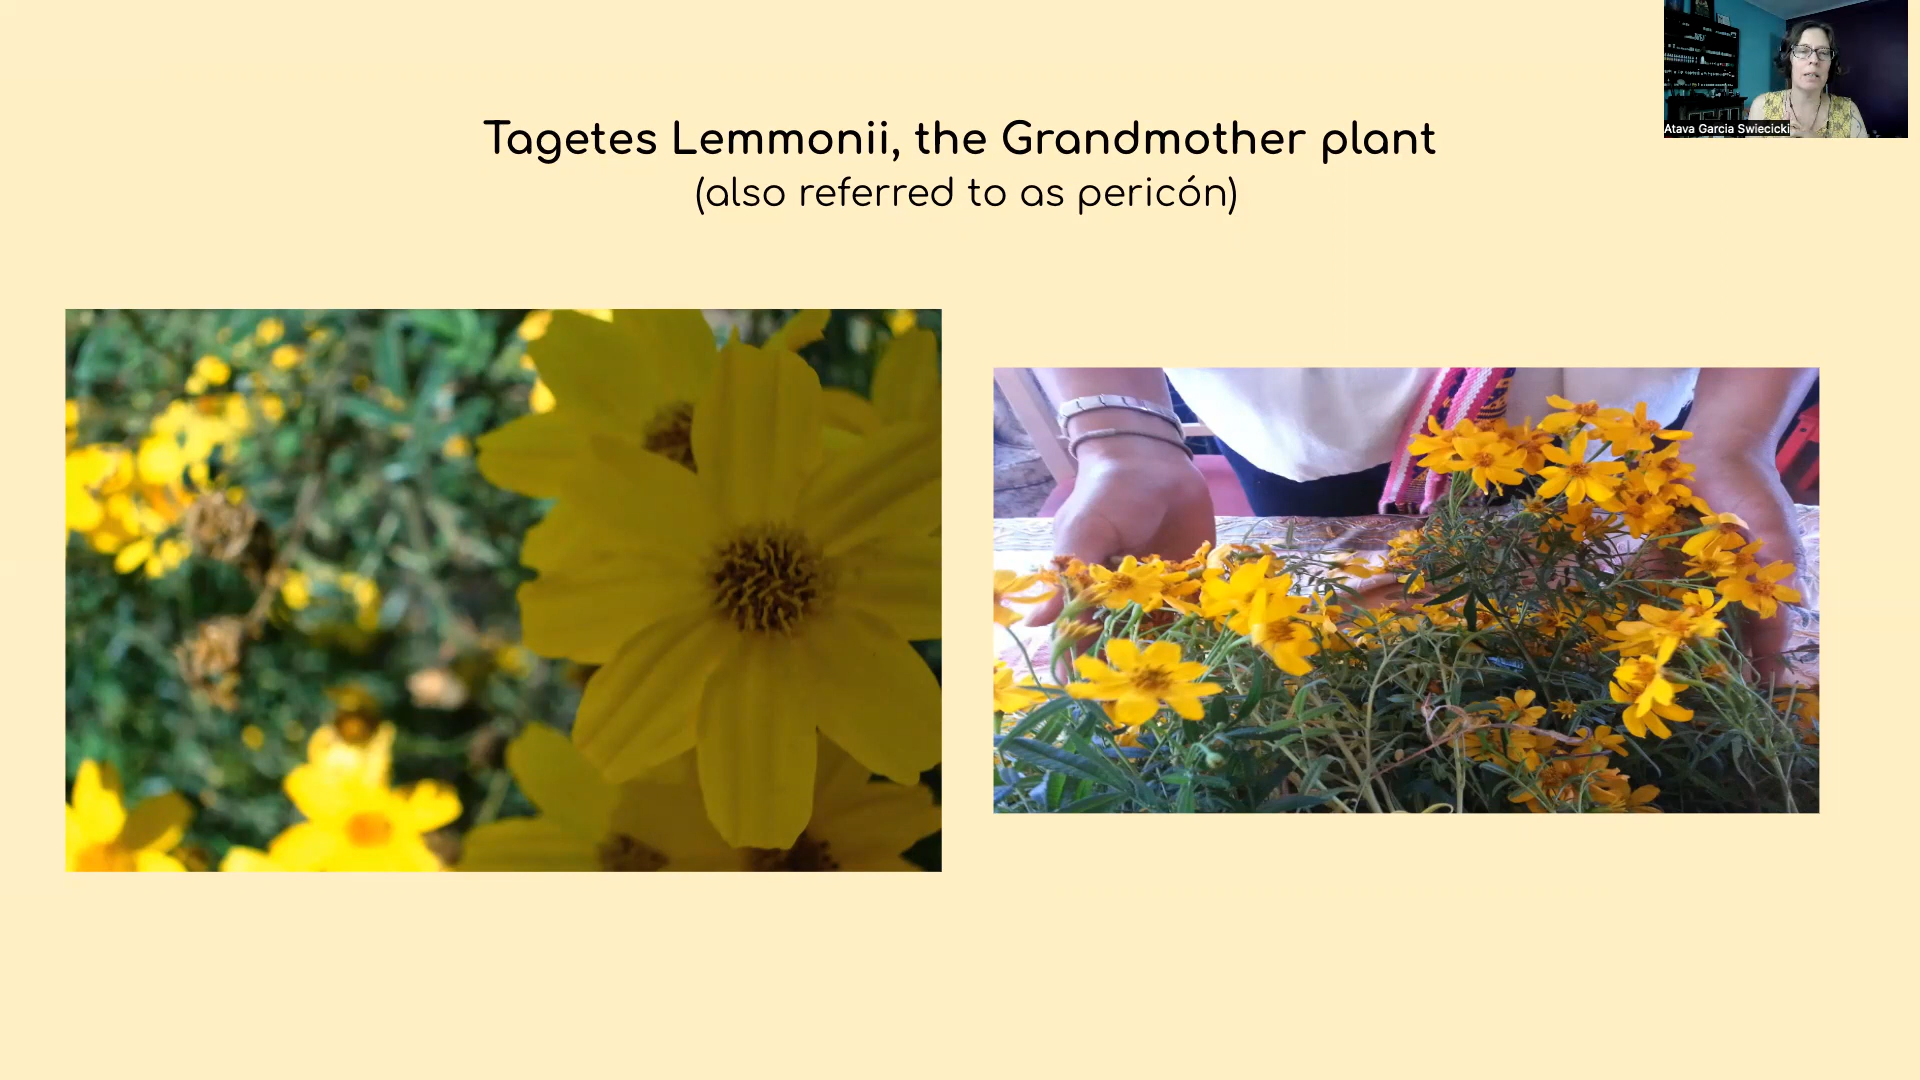 Tagetes Lemmonii, the Grandmother plant
(also referred to as pericón)
Atava Garcia Swiecicki